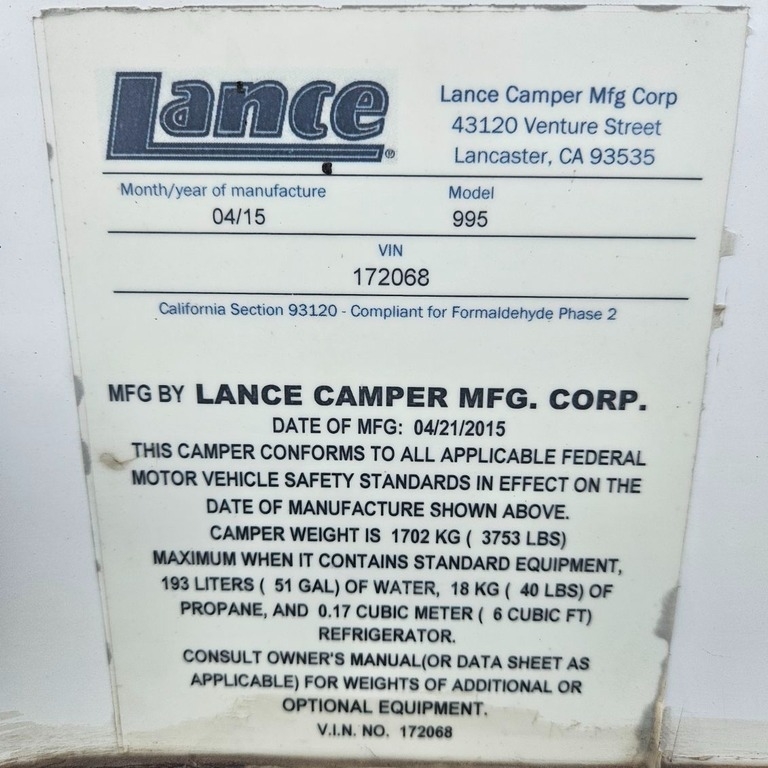 Lance®
Lance Camper Mfg Corp
43120 Venture Street
Lancaster, CA 93535
Month/year of manufacture Model
04/15 995
VIN
172068
California Section 93120 - Compliant for Formaldehyde Phase 2
MFG BY LANCE CAMPER MFG. CORP.
DATE OF MFG: 04/21/2015
THIS CAMPER CONFORMS TO ALL APPLICABLE FEDERAL
MOTOR VEHICLE SAFETY STANDARDS IN EFFECT ON THE
DATE OF MANUFACTURE SHOWN ABOVE.
CAMPER WEIGHT IS 1702 KG ( 3753 LBS)
MAXIMUM WHEN IT CONTAINS STANDARD EQUIPMENT,
193 LITERS ( 51 GAL) OF WATER, 18 KG ( 40 LBS) OF
PROPANE, AND 0.17 CUBIC METER ( 6 CUBIC FT)
REFRIGERATOR.
CONSULT OWNER'S MANUAL(OR DATA SHEET AS
APPLICABLE) FOR WEIGHTS OF ADDITIONAL OR
OPTIONAL EQUIPMENT.
V.I.N. NO. 172068